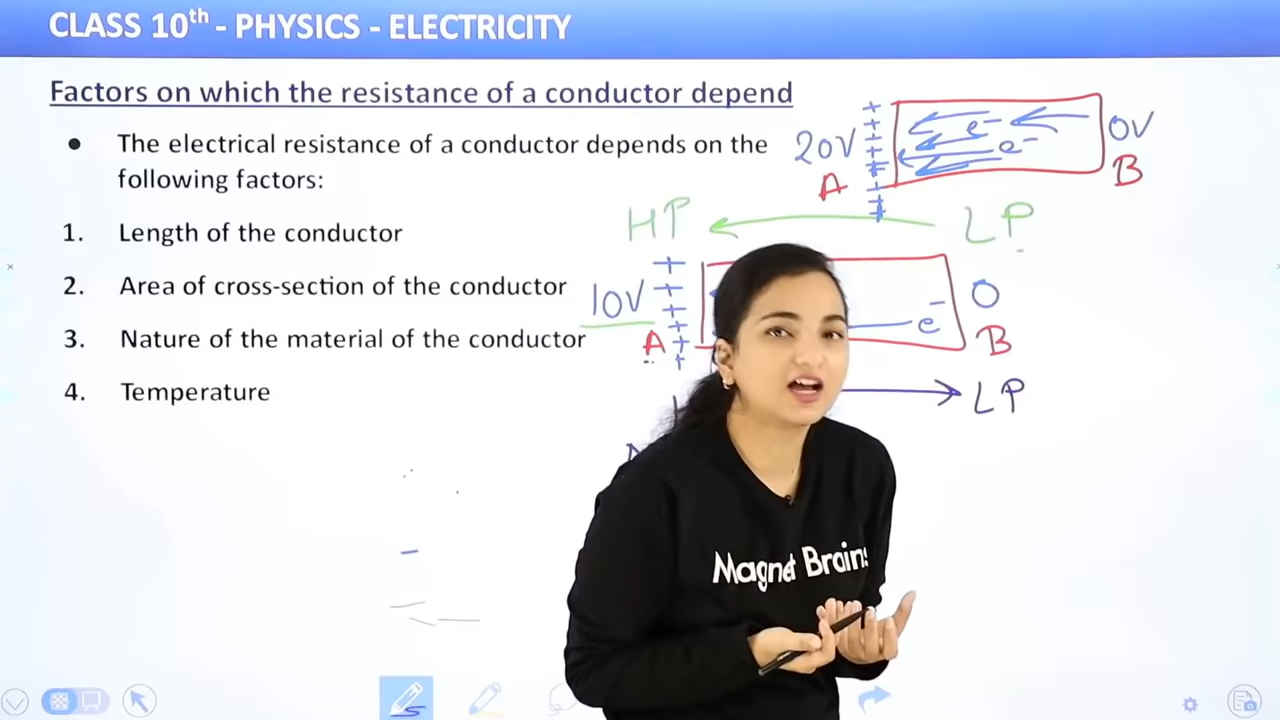 CLASS 10th - PHYSICS - ELECTRICITY
Factors on which the resistance of a conductor depend
● The electrical resistance of a conductor depends on the
following factors:
1. Length of the conductor
2. Area of cross-section of the conductor
3. Nature of the material of the conductor
4. Temperature
20V
A
+
+
+
+
+
+
+
e⁻
e⁻
0V
B
HP
LP
10V
A
+
+
+
+
+
+
e⁻
0
B
LP
Magnet Brains